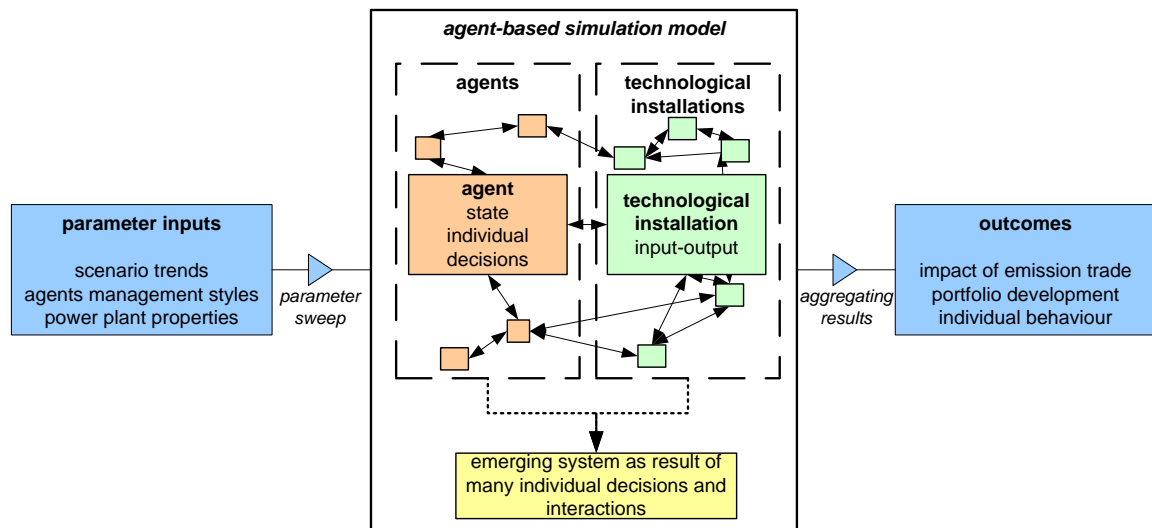 agent-based simulation model
agents
technological
installations
agent
state
individual
decisions
technological
installation
input-output
parameter inputs
scenario trends
agents management styles
power plant properties
parameter
sweep
aggregating
results
outcomes
impact of emission trade
portfolio development
individual behaviour
emerging system as result of
many individual decisions and
interactions